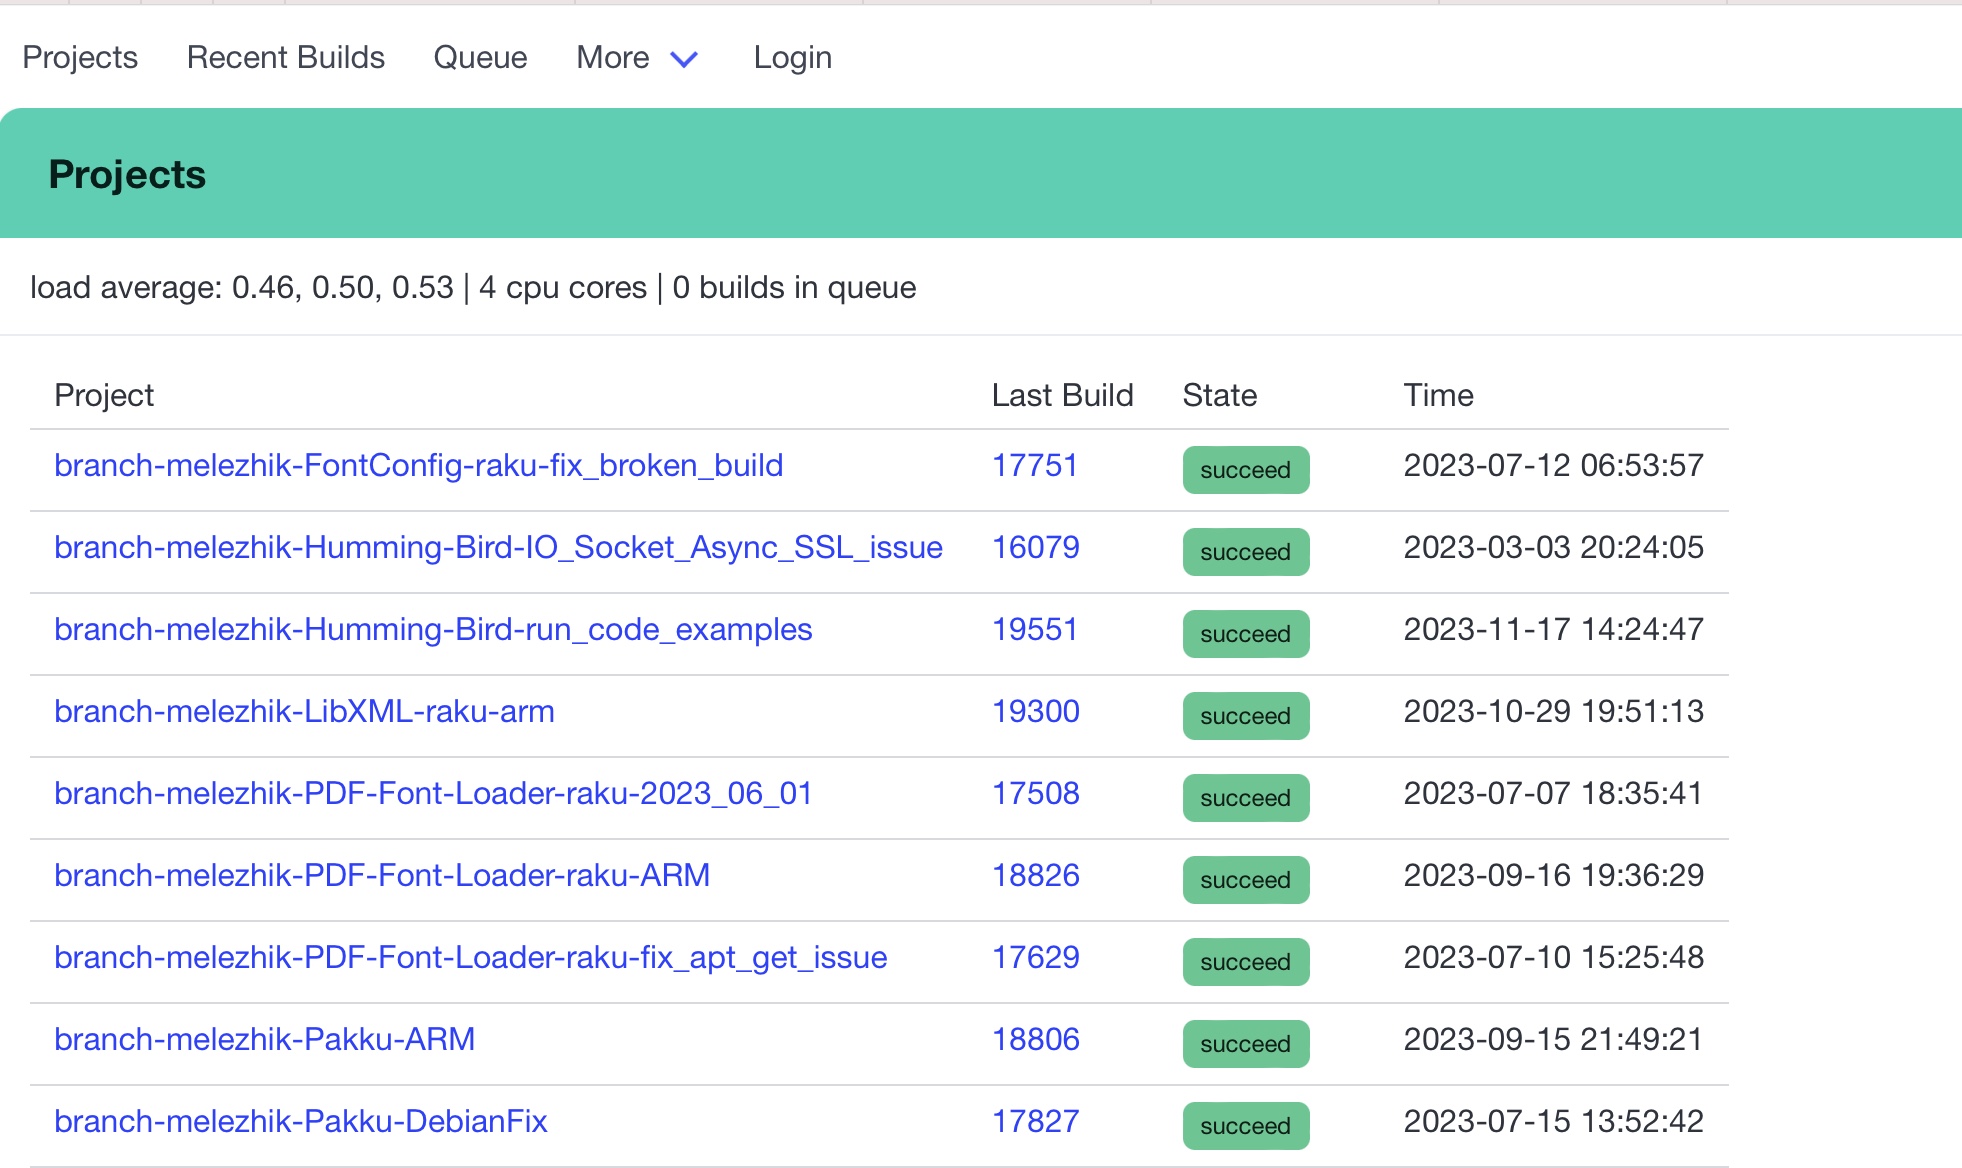 Projects Recent Builds Queue More Login
Projects
load average: 0.46, 0.50, 0.53 | 4 cpu cores | 0 builds in queue
Project Last Build State Time
branch-melezhik-FontConfig-raku-fix_broken_build 17751 succeed 2023-07-12 06:53:57
branch-melezhik-Humming-Bird-IO_Socket_Async_SSL_issue 16079 succeed 2023-03-03 20:24:05
branch-melezhik-Humming-Bird-run_code_examples 19551 succeed 2023-11-17 14:24:47
branch-melezhik-LibXML-raku-arm 19300 succeed 2023-10-29 19:51:13
branch-melezhik-PDF-Font-Loader-raku-2023_06_01 17508 succeed 2023-07-07 18:35:41
branch-melezhik-PDF-Font-Loader-raku-ARM 18826 succeed 2023-09-16 19:36:29
branch-melezhik-PDF-Font-Loader-raku-fix_apt_get_issue 17629 succeed 2023-07-10 15:25:48
branch-melezhik-Pakku-ARM 18806 succeed 2023-09-15 21:49:21
branch-melezhik-Pakku-DebianFix 17827 succeed 2023-07-15 13:52:42